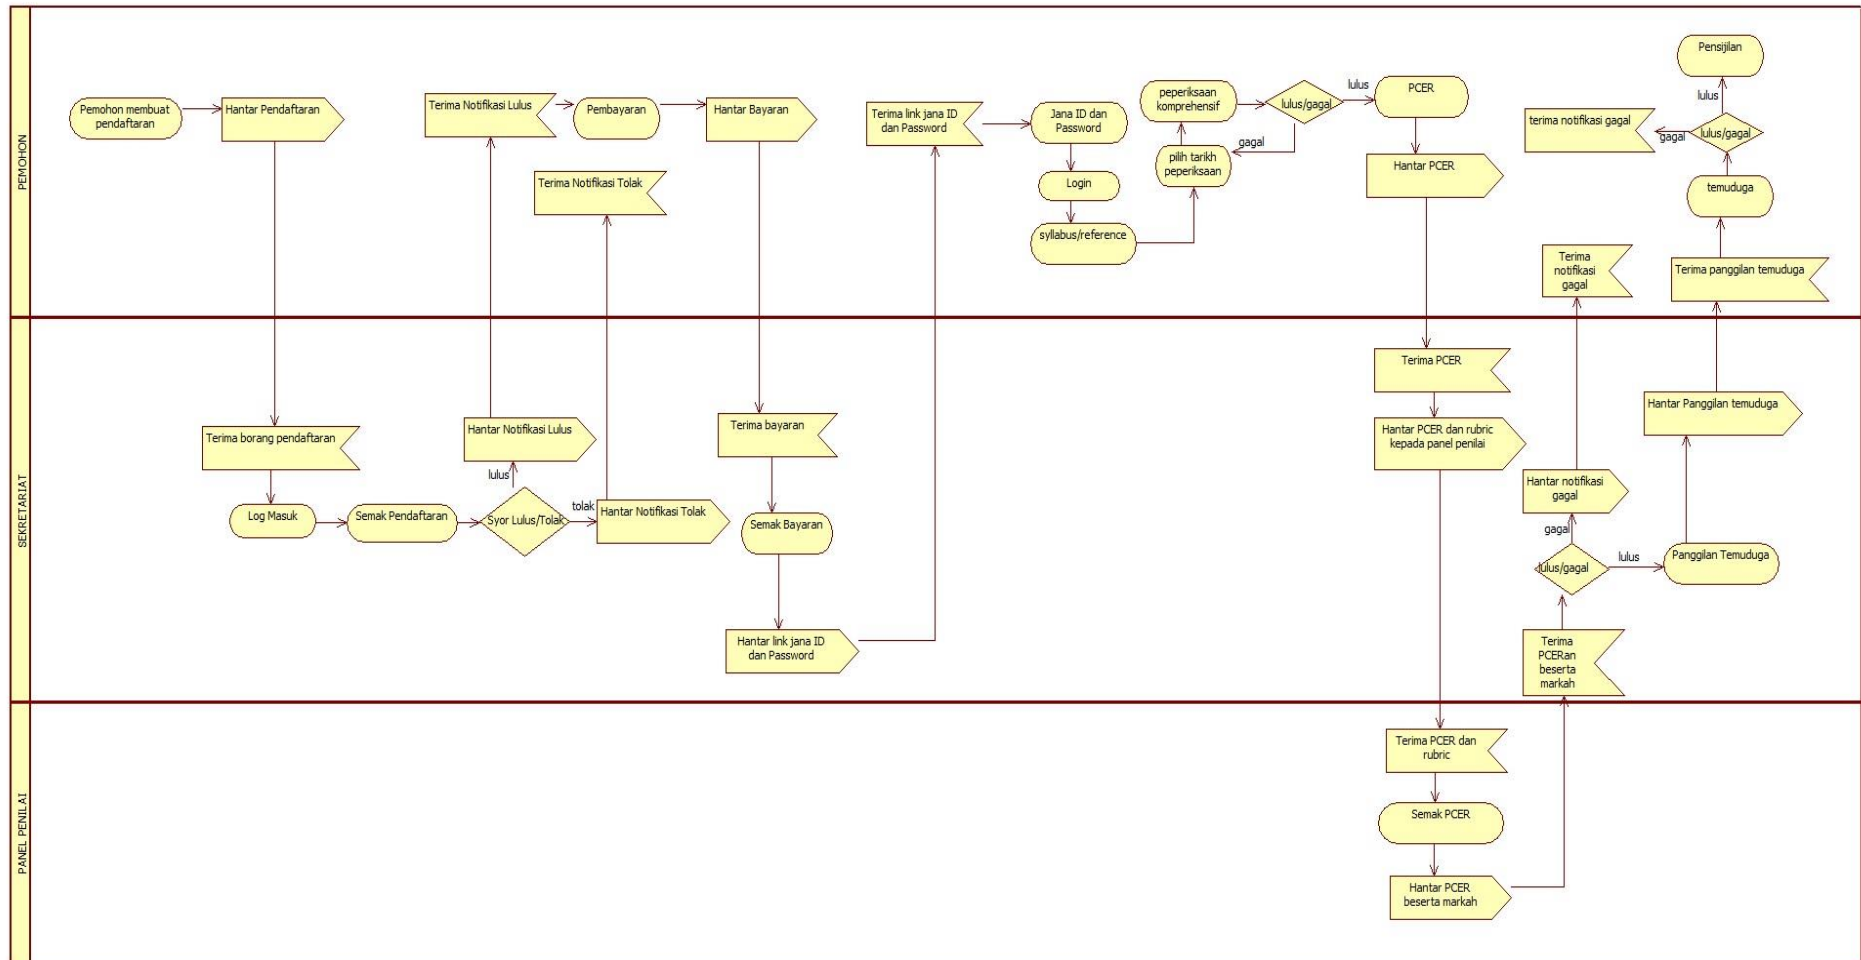 PEMOHON
Pemohon membuat
pendaftaran
Hantar Pendaftaran
Terima Notifikasi Lulus
Pembayaran
Hantar Bayaran
Terima Notifikasi Tolak
Terima link jana ID
dan Password
Jana ID dan
Password
Login
syllabus/reference
peperiksaan
komprehensif
pilih tarikh
peperiksaan
lulus/gagal
gagal
lulus
PCER
Hantar PCER
Pensijilan
lulus
terima notifikasi gagal
gagal
lulus/gagal
temuduga
Terima
notifikasi
gagal
Terima panggilan temuduga
SEKRETARIAT
Terima borang pendaftaran
Log Masuk
Semak Pendaftaran
Syor Lulus/Tolak
lulus
Hantar Notifikasi Lulus
tolak
Hantar Notifikasi Tolak
Terima bayaran
Semak Bayaran
Hantar link jana ID
dan Password
Terima PCER
Hantar PCER dan rubric
kepada panel penilai
Hantar Panggilan temuduga
Hantar notifikasi
gagal
gagal
lulus/gagal
lulus
Panggilan Temuduga
Terima
PCERan
beserta
markah
PANEL PENILAI
Terima PCER dan
rubric
Semak PCER
Hantar PCER
beserta markah